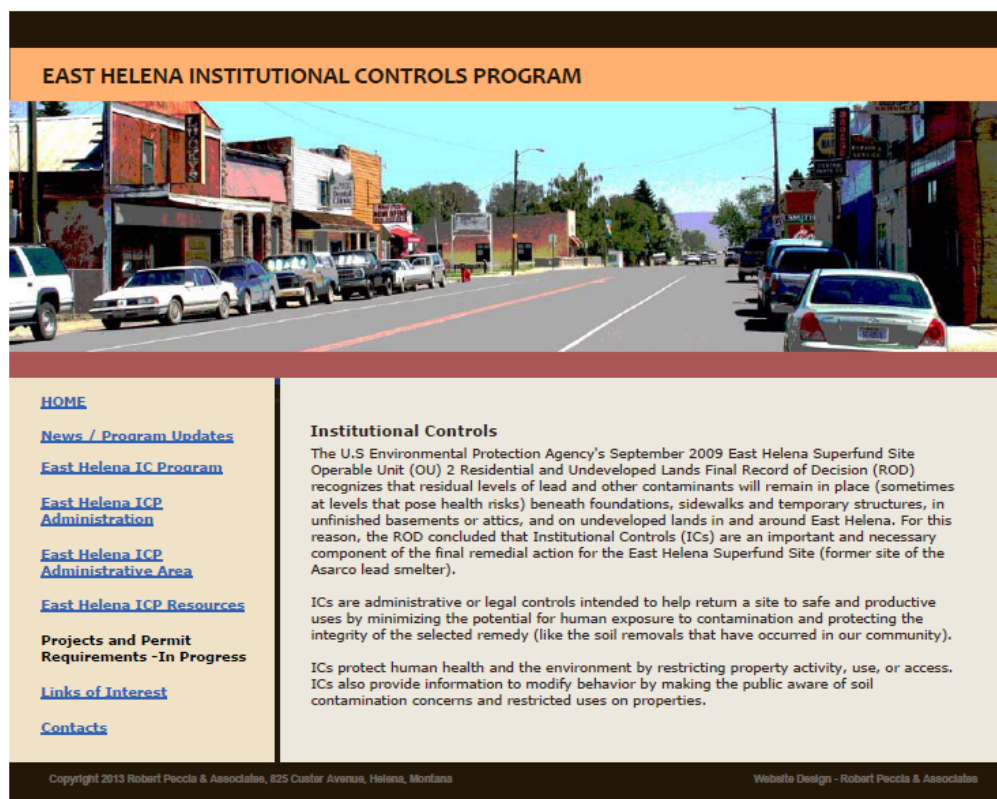 EAST HELENA INSTITUTIONAL CONTROLS PROGRAM
LOCKS
Dental
Clinic
SMITH
HOME
News / Program Updates
East Helena IC Program
East Helena ICP
Administration
East Helena ICP
Administrative Area
East Helena ICP Resources
Projects and Permit
Requirements -In Progress
Links of Interest
Contacts
Institutional Controls
The U.S Environmental Protection Agency's September 2009 East Helena Superfund Site
Operable Unit (OU) 2 Residential and Undeveloped Lands Final Record of Decision (ROD)
recognizes that residual levels of lead and other contaminants will remain in place (sometimes
at levels that pose health risks) beneath foundations, sidewalks and temporary structures, in
unfinished basements or attics, and on undeveloped lands in and around East Helena. For this
reason, the ROD concluded that Institutional Controls (ICs) are an important and necessary
component of the final remedial action for the East Helena Superfund Site (former site of the
Asarco lead smelter).
ICs are administrative or legal controls intended to help return a site to safe and productive
uses by minimizing the potential for human exposure to contamination and protecting the
integrity of the selected remedy (like the soil removals that have occurred in our community).
ICs protect human health and the environment by restricting property activity, use, or access.
ICs also provide information to modify behavior by making the public aware of soil
contamination concerns and restricted uses on properties.
Copyright 2013 Robert Peccia & Associates, 825 Custer Avenue, Helena, Montana
Website Design - Robert Peccia & Associates